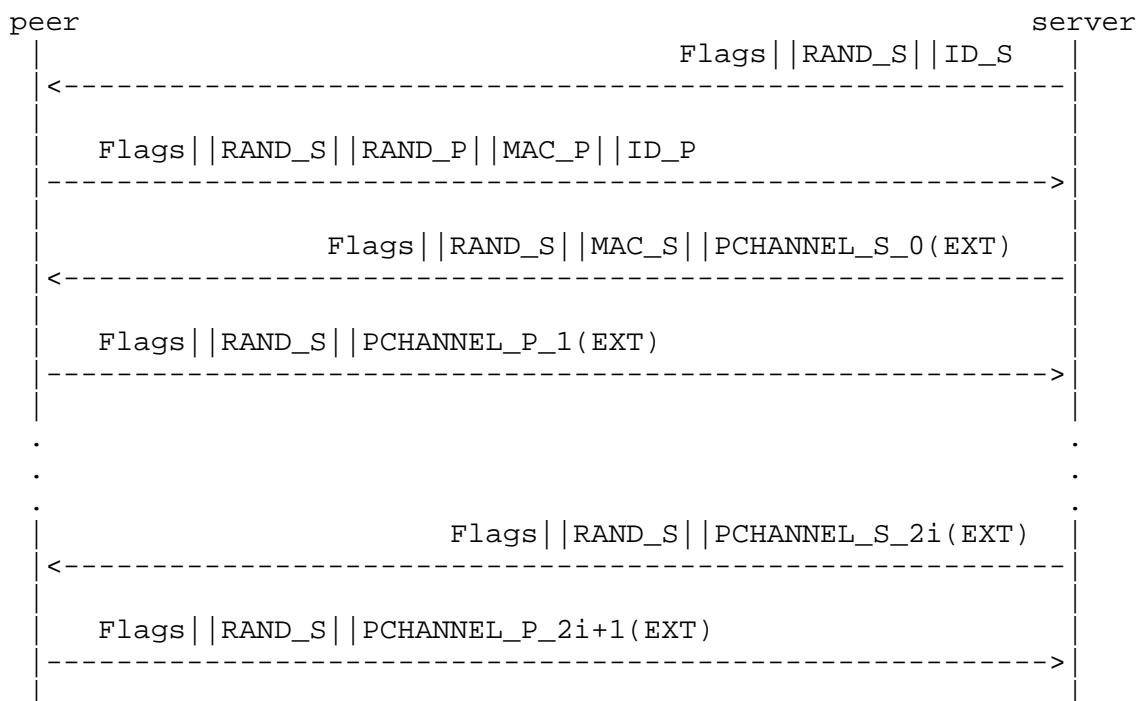 peer server
Flags||RAND_S||ID_S
Flags||RAND_S||RAND_P||MAC_P||ID_P
Flags||RAND_S||MAC_S||PCHANNEL_S_0(EXT)
Flags||RAND_S||PCHANNEL_P_1(EXT)
Flags||RAND_S||PCHANNEL_S_2i(EXT)
Flags||RAND_S||PCHANNEL_P_2i+1(EXT)